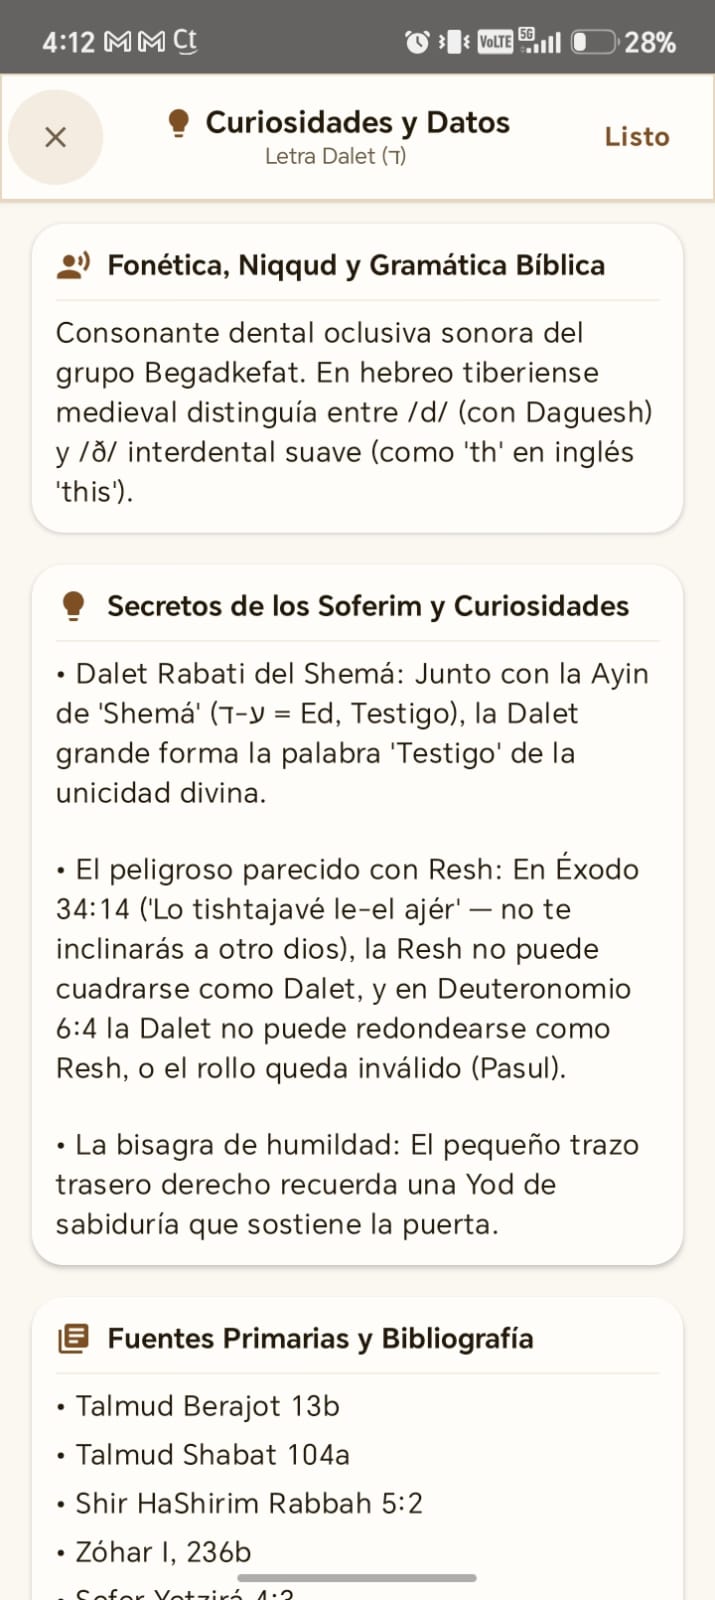 4:12 Ct VoLTE 5G 28%
Curiosidades y Datos
Letra Dalet (ד)
Listo
Fonética, Niqqud y Gramática Bíblica
Consonante dental oclusiva sonora del
grupo Begadkefat. En hebreo tiberiense
medieval distinguía entre /d/ (con Daguesh)
y /ð/ interdental suave (como 'th' en inglés
'this').
Secretos de los Soferim y Curiosidades
• Dalet Rabati del Shemá: Junto con la Ayin
de 'Shemá' (ע-ד = Ed, Testigo), la Dalet
grande forma la palabra 'Testigo' de la
unicidad divina.
• El peligroso parecido con Resh: En Éxodo
34:14 ('Lo tishtajavé le-el ajér' — no te
inclinarás a otro dios), la Resh no puede
cuadrarse como Dalet, y en Deuteronomio
6:4 la Dalet no puede redondearse como
Resh, o el rollo queda inválido (Pasul).
• La bisagra de humildad: El pequeño trazo
trasero derecho recuerda una Yod de
sabiduría que sostiene la puerta.
Fuentes Primarias y Bibliografía
• Talmud Berajot 13b
• Talmud Shabat 104a
• Shir HaShirim Rabbah 5:2
• Zóhar I, 236b